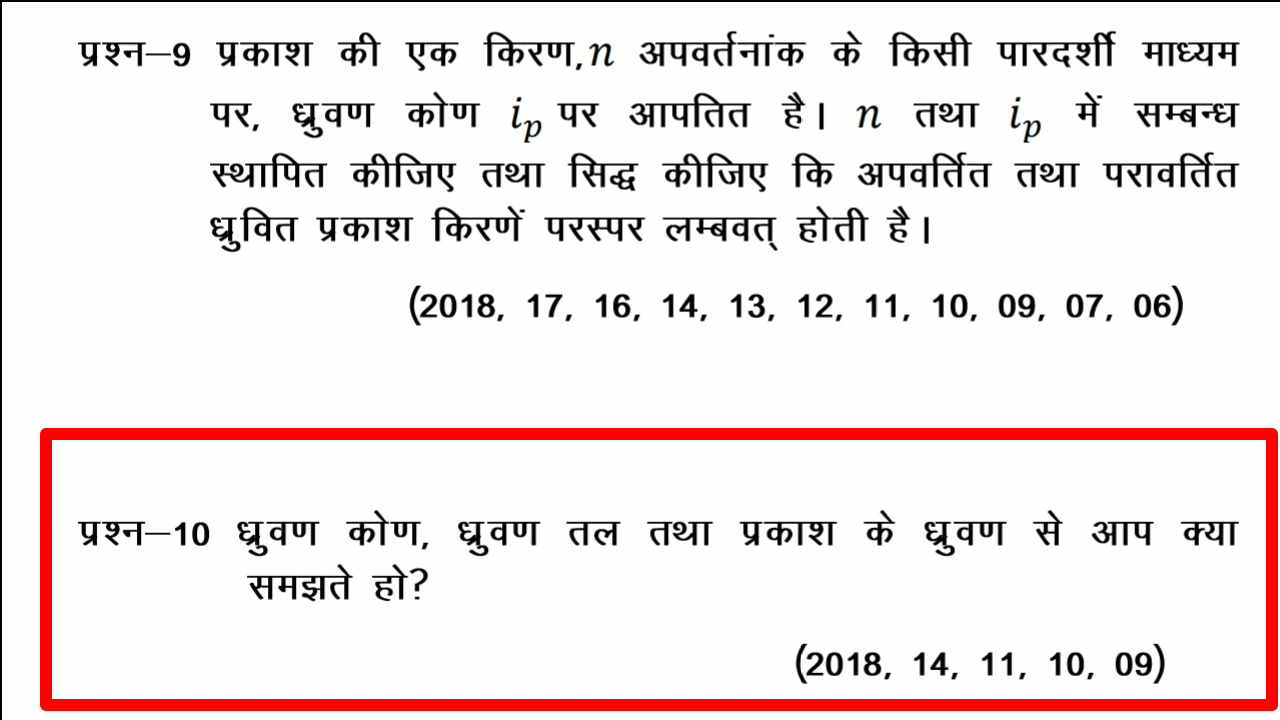 प्रश्न–9 प्रकाश की एक किरण, n अपवर्तनांक के किसी पारदर्शी माध्यम
पर, ध्रुवण कोण iₚ पर आपतित है। n तथा iₚ में सम्बन्ध
स्थापित कीजिए तथा सिद्ध कीजिए कि अपवर्तित तथा परावर्तित
ध्रुवित प्रकाश किरणें परस्पर लम्बवत् होती है।
(2018, 17, 16, 14, 13, 12, 11, 10, 09, 07, 06)
प्रश्न–10 ध्रुवण कोण, ध्रुवण तल तथा प्रकाश के ध्रुवण से आप क्या
समझते हो?
(2018, 14, 11, 10, 09)